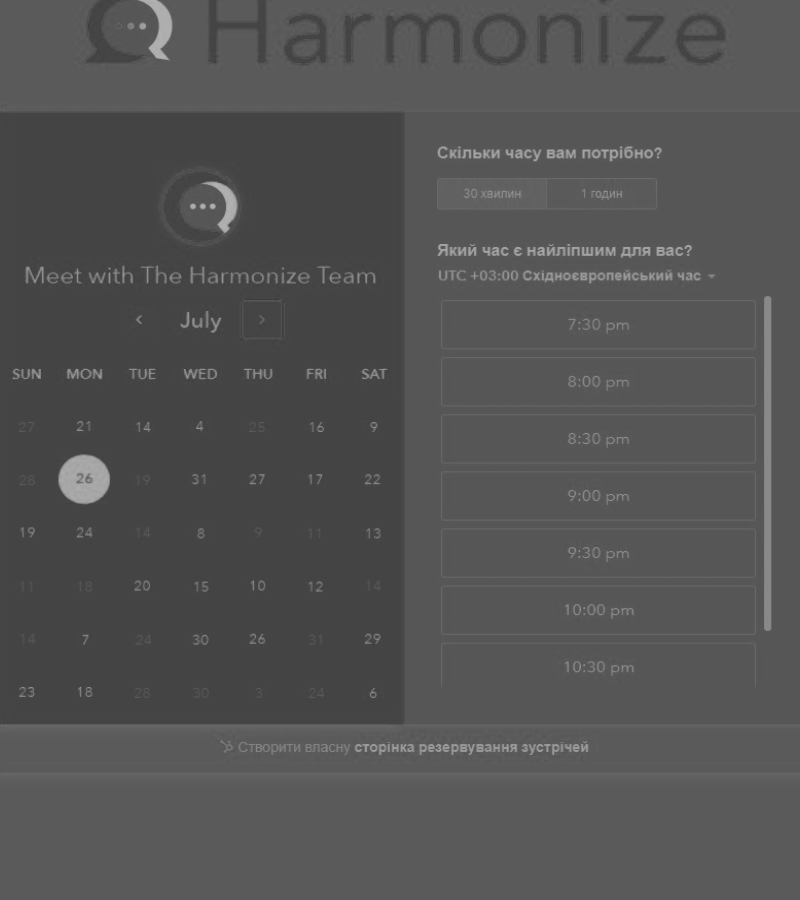 Harmonize
Meet with The Harmonize Team
July
SUN MON TUE WED THU FRI SAT
27 21 14 4 25 16 9
28 26 19 31 27 17 22
19 24 14 8 9 11 13
11 18 20 15 10 12 14
14 7 24 30 26 31 29
23 18 28 30 3 24 6
Скільки часу вам потрібно?
30 хвилин 1 годин
Який час є найліпшим для вас?
UTC +03:00 Східноєвропейський час
7:30 pm
8:00 pm
8:30 pm
9:00 pm
9:30 pm
10:00 pm
10:30 pm
Створити власну сторінка резервування зустрічей